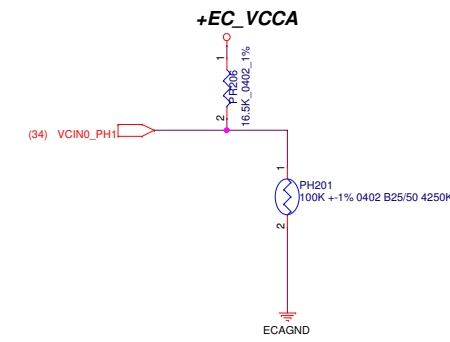 +EC_VCCA
1
PR206
16.5K_0402_1%
2
(34) VCIN0_PH1
1
PH201
100K +-1% 0402 B25/50 4250K
2
ECAGND